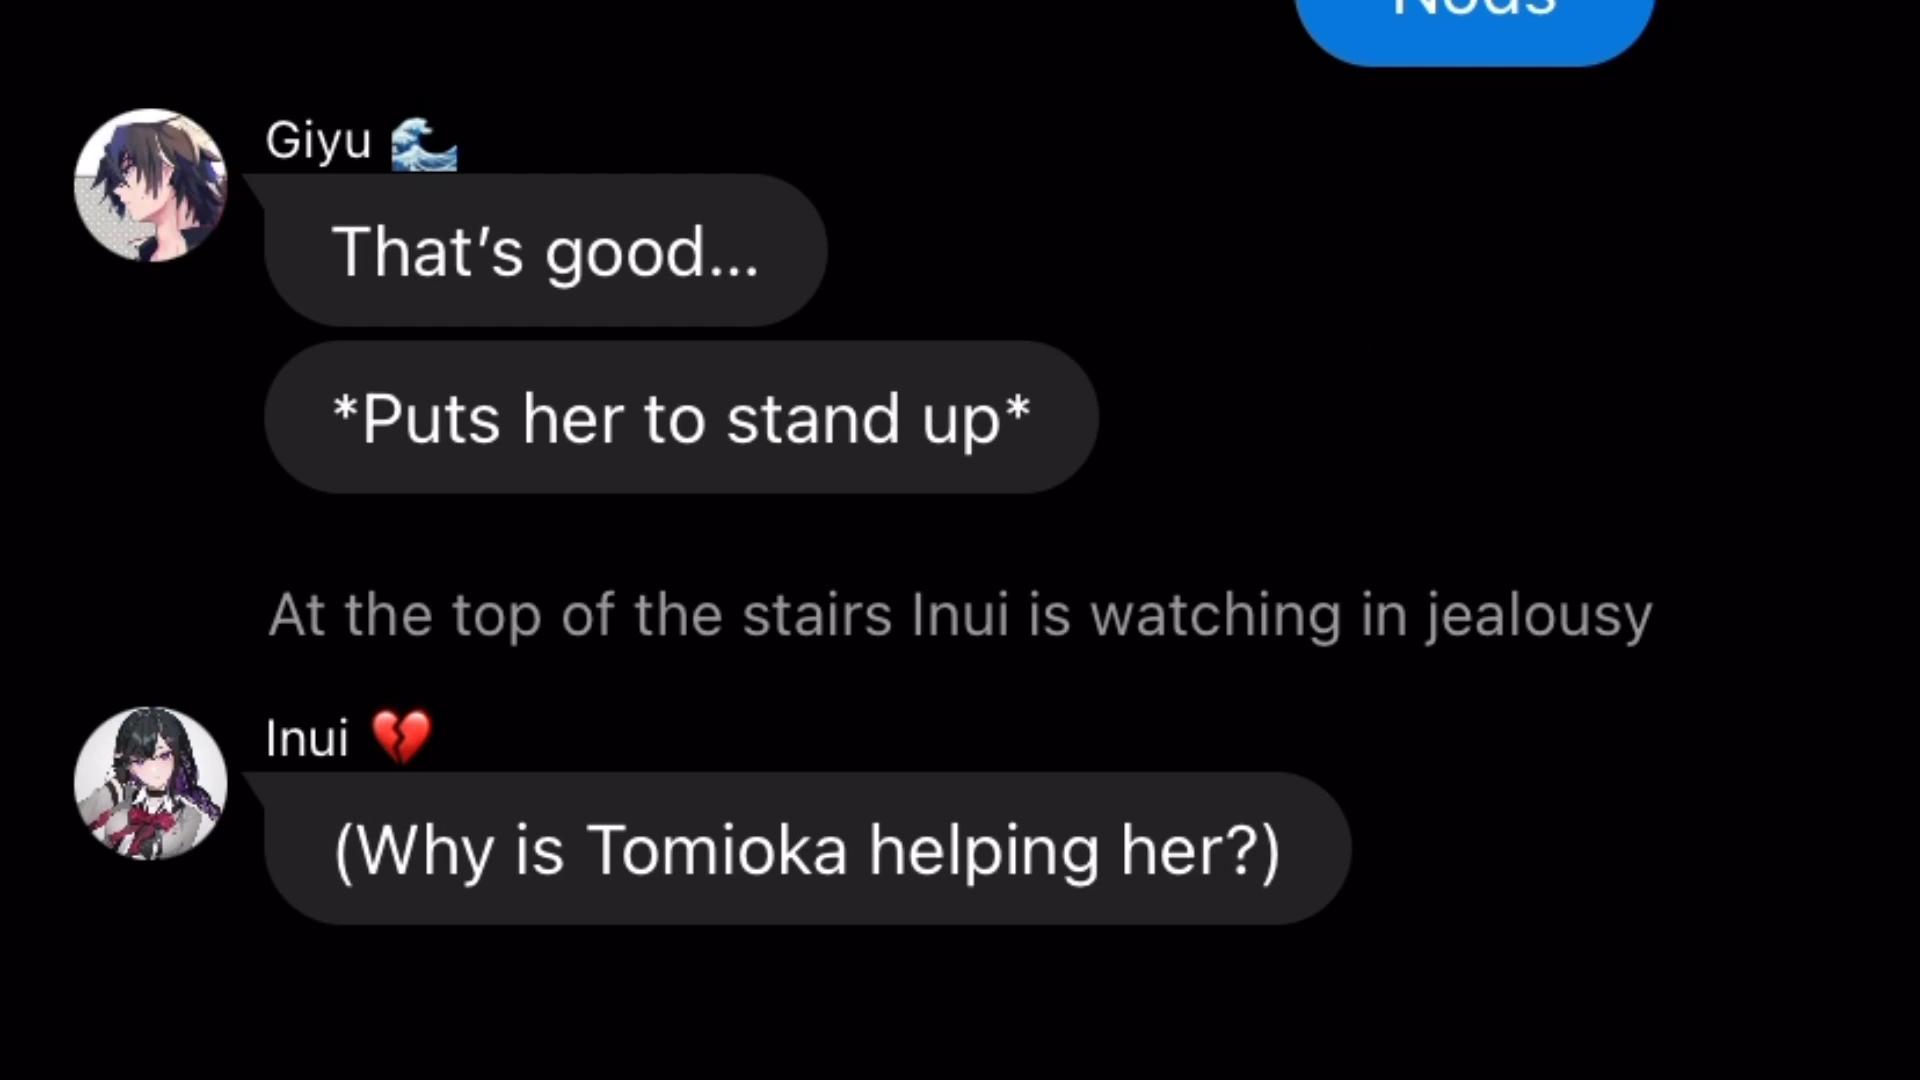 Nods
Giyu 🌊
That’s good...
*Puts her to stand up*
At the top of the stairs Inui is watching in jealousy
Inui 💔
(Why is Tomioka helping her?)